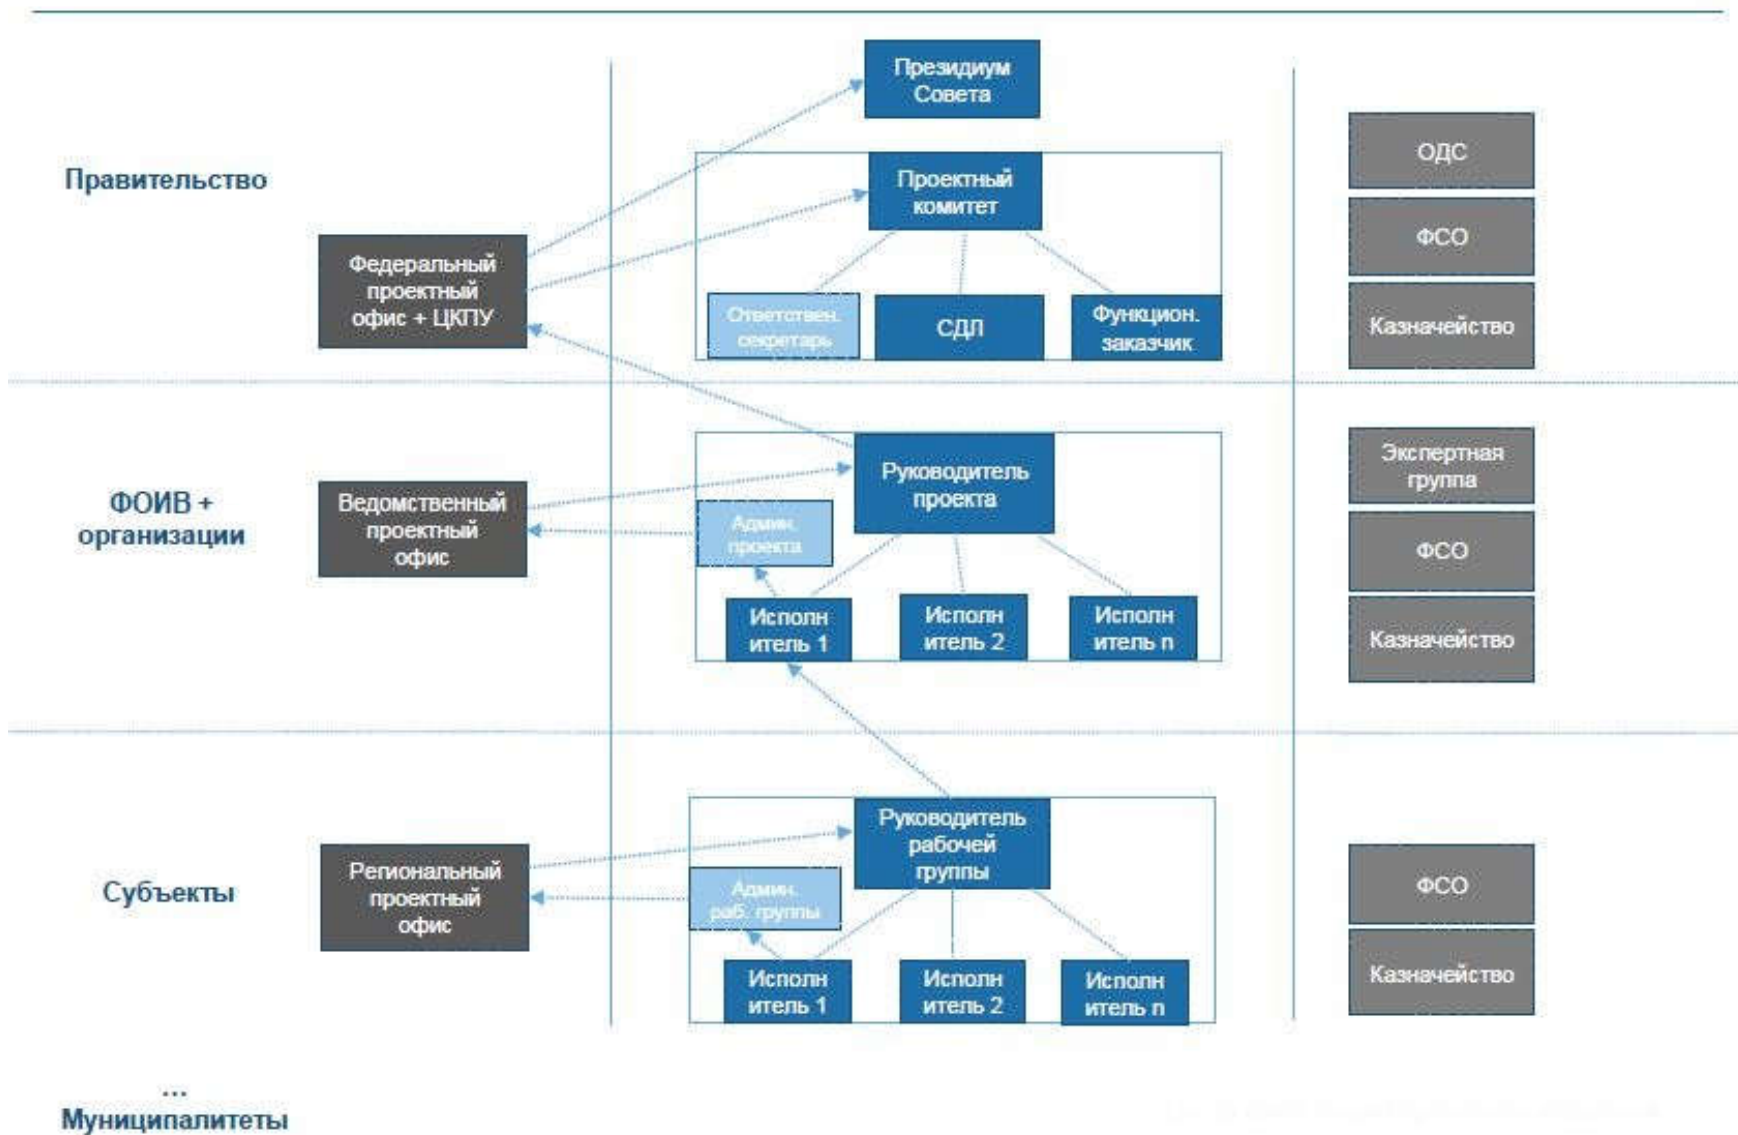 Президиум
Совета
Правительство
Проектный
комитет
ОДС
ФСО
Федеральный
проектный
офис + ЦКПУ
Ответствен.
секретарь
СДЛ
Функцион.
заказчик
Казначейство
ФОИВ +
организации
Ведомственный
проектный
офис
Руководитель
проекта
Админ.
проекта
Исполн
итель 1
Исполн
итель 2
Исполн
итель n
Экспертная
группа
ФСО
Казначейство
Субъекты
Региональный
проектный
офис
Руководитель
рабочей
группы
Админ.
раб. группы
Исполн
итель 1
Исполн
итель 2
Исполн
итель n
ФСО
Казначейство
...
Муниципалитеты